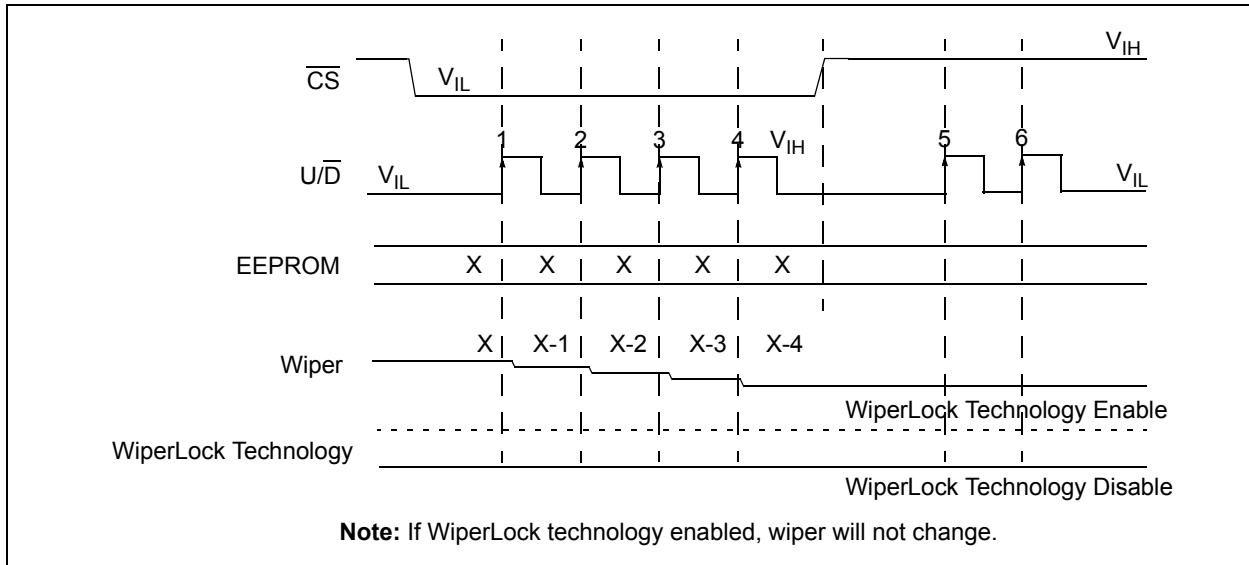 V_IH
C̅S̅ V_IL
1 2 3 4 V_IH 5 6
U/D̅ V_IL V_IL
EEPROM X X X X X
X X-1 X-2 X-3 X-4
Wiper
WiperLock Technology Enable
WiperLock Technology
WiperLock Technology Disable
Note: If WiperLock technology enabled, wiper will not change.